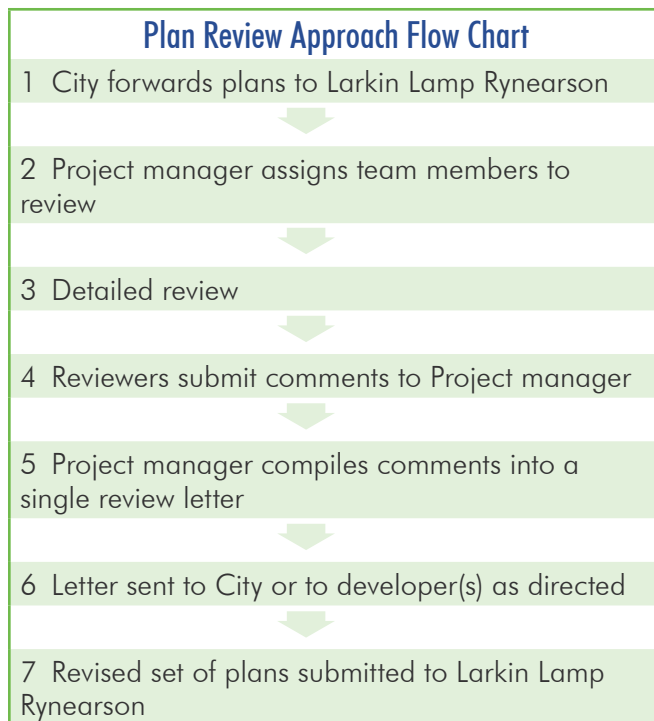 Plan Review Approach Flow Chart
1 City forwards plans to Larkin Lamp Rynearson
2 Project manager assigns team members to
review
3 Detailed review
4 Reviewers submit comments to Project manager
5 Project manager compiles comments into a
single review letter
6 Letter sent to City or to developer(s) as directed
7 Revised set of plans submitted to Larkin Lamp
Rynearson